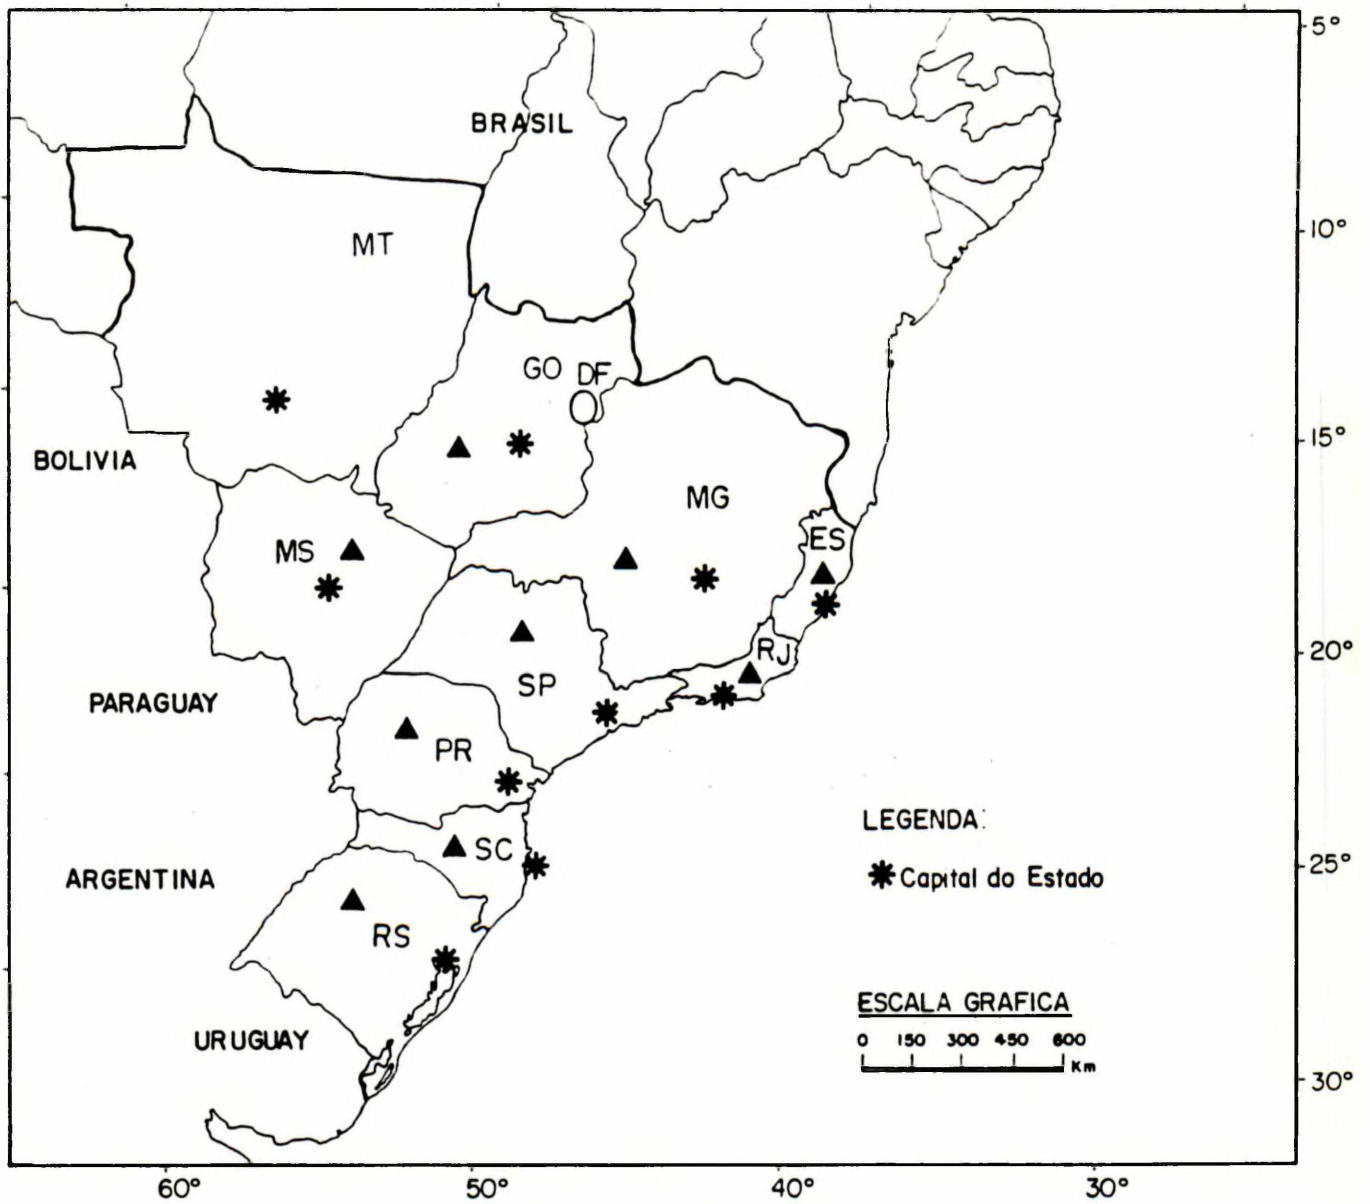 5°
BRASIL
10°
MT
GO DF
15°
BOLIVIA
MG
ES
MS
20°
RJ
SP
PARAGUAY
PR
LEGENDA:
SC
25°
ARGENTINA
Capital do Estado
RS
ESCALA GRAFICA
URUGUAY
0 150 300 450 600
Km
30°
60° 50° 40° 30°